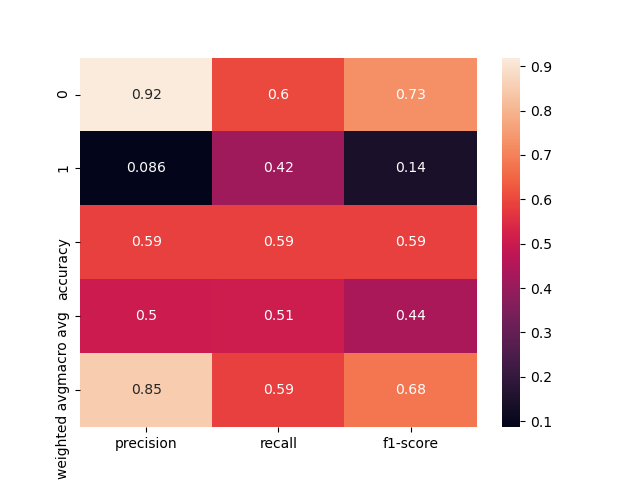 0 0.92 0.6 0.73
1 0.086 0.42 0.14
accuracy 0.59 0.59 0.59
macro avg 0.5 0.51 0.44
weighted avg 0.85 0.59 0.68
precision recall f1-score
0.9
0.8
0.7
0.6
0.5
0.4
0.3
0.2
0.1